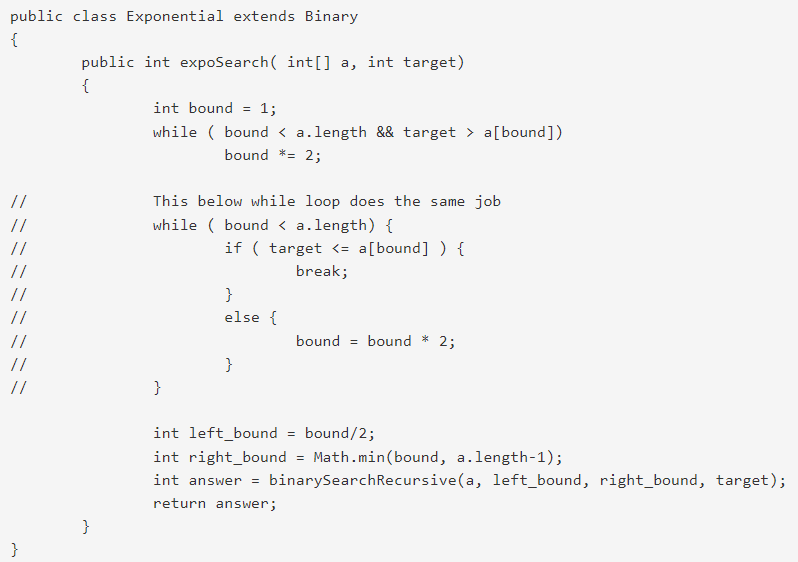 public class Exponential extends Binary
{
        public int expoSearch( int[] a, int target)
        {
                int bound = 1;
                while ( bound < a.length && target > a[bound])
                        bound *= 2;
//              This below while loop does the same job
//              while ( bound < a.length) {
//                      if ( target <= a[bound] ) {
//                              break;
//                      }
//                      else {
//                              bound = bound * 2;
//                      }
//              }
                int left_bound = bound/2;
                int right_bound = Math.min(bound, a.length-1);
                int answer = binarySearchRecursive(a, left_bound, right_bound, target);
                return answer;
        }
}